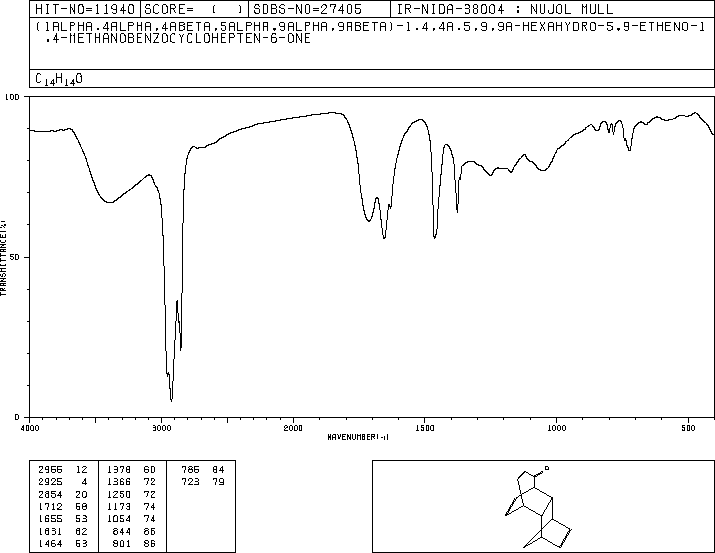 HIT-NO=11940 SCORE= ( ) SDBS-NO=27405 IR-NIDA-38004 : NUJOL MULL
(1ALPHA.4ALPHA,4ABETA,5ALPHA.9ALPHA,9ABETA)-1.4.4A.5.9.9A-HEXAHYDRO-5.9-ETHENO-1
.4-METHANOBENZOCYCLOHEPTEN-6-ONE
C14H14O
100
TRANSMITTANCE(%)
50
0
4000 3000 2000 1500 1000 500
WAVENUMBER(-1)
2955 12 1378 60 786 84
2925 4 1366 72 723 79
2854 20 1250 72
1712 58 1173 74
1655 53 1054 74
1631 62 844 86
1464 53 801 86
O